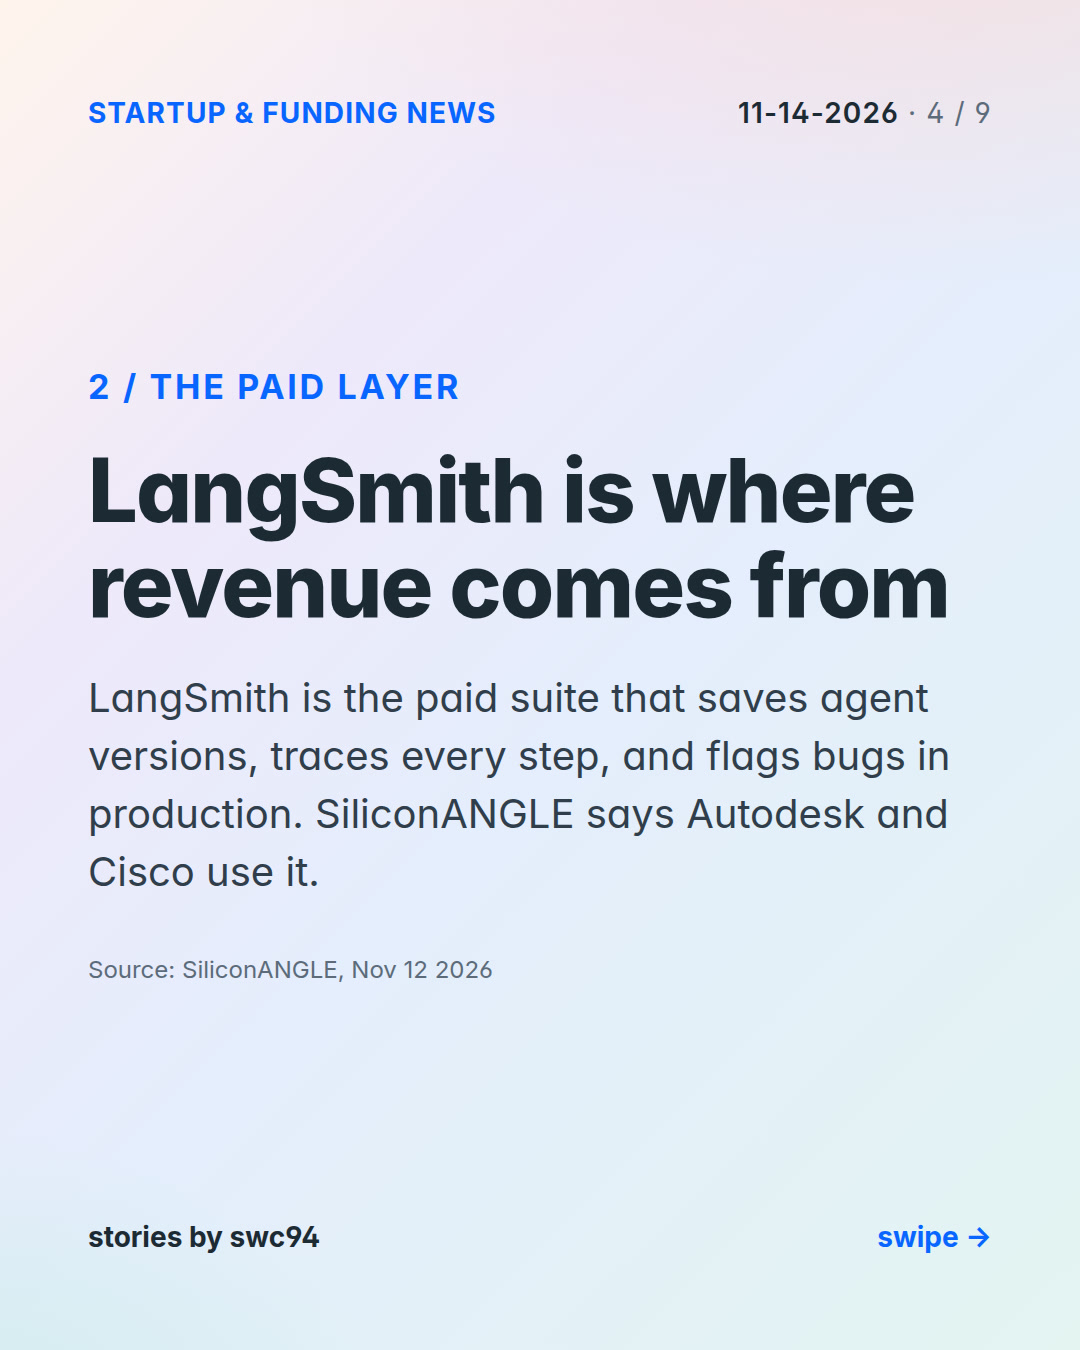 STARTUP & FUNDING NEWS
11-14-2026 · 4 / 9
2 / THE PAID LAYER
LangSmith is where
revenue comes from
LangSmith is the paid suite that saves agent
versions, traces every step, and flags bugs in
production. SiliconANGLE says Autodesk and
Cisco use it.
Source: SiliconANGLE, Nov 12 2026
stories by swc94
swipe →